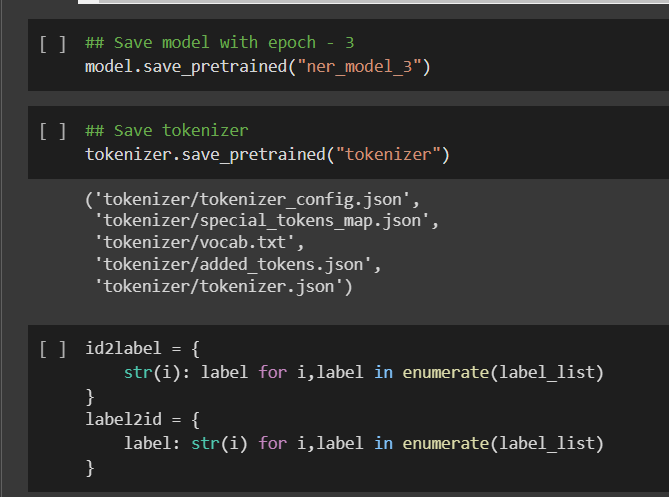 [ ] ## Save model with epoch - 3
model.save_pretrained("ner_model_3")
[ ] ## Save tokenizer
tokenizer.save_pretrained("tokenizer")
('tokenizer/tokenizer_config.json',
 'tokenizer/special_tokens_map.json',
 'tokenizer/vocab.txt',
 'tokenizer/added_tokens.json',
 'tokenizer/tokenizer.json')
[ ] id2label = {
    str(i): label for i,label in enumerate(label_list)
}
label2id = {
    label: str(i) for i,label in enumerate(label_list)
}